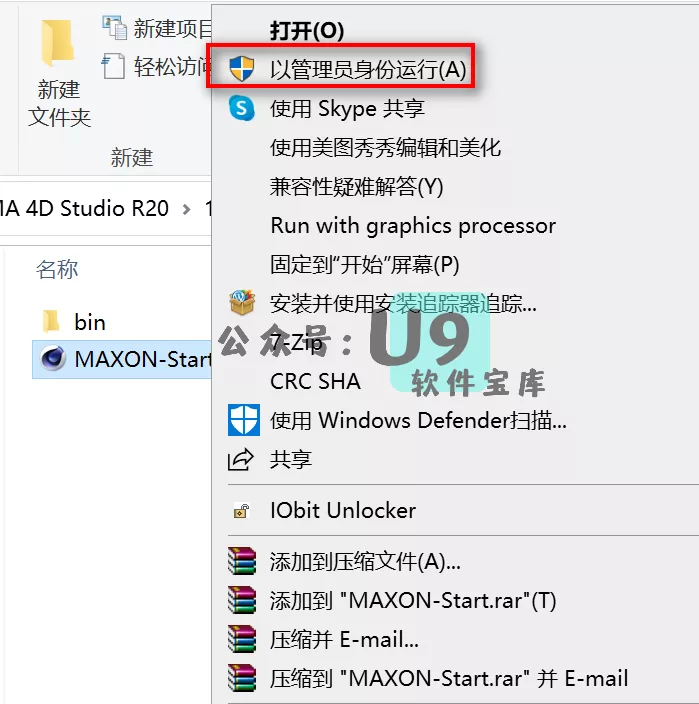 新建项目
轻松访问
新建
文件夹
新建
MA 4D Studio R20
名称
bin
MAXON-Start
打开(O)
以管理员身份运行(A)
使用 Skype 共享
使用美图秀秀编辑和美化
兼容性疑难解答(Y)
Run with graphics processor
固定到“开始”屏幕(P)
安装并使用安装追踪器追踪...
7-Zip
CRC SHA
使用 Windows Defender扫描...
共享
IObit Unlocker
添加到压缩文件(A)...
添加到 "MAXON-Start.rar"(T)
压缩并 E-mail...
压缩到 "MAXON-Start.rar" 并 E-mail
公众号：U9
软件宝库